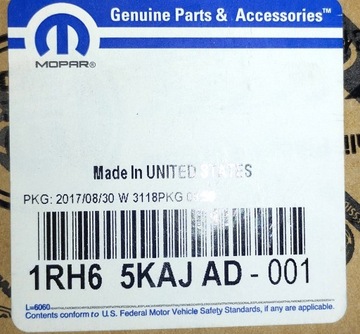 Genuine Parts & Accessories™
MOPAR®
Made In UNITED STATES
PKG: 2017/08/30 W 3118PKG
1RH6 5KAJ AD - 001
L=6060
Contents conform to U.S. Federal Motor Vehicle Safety Standards, if any are applicable.